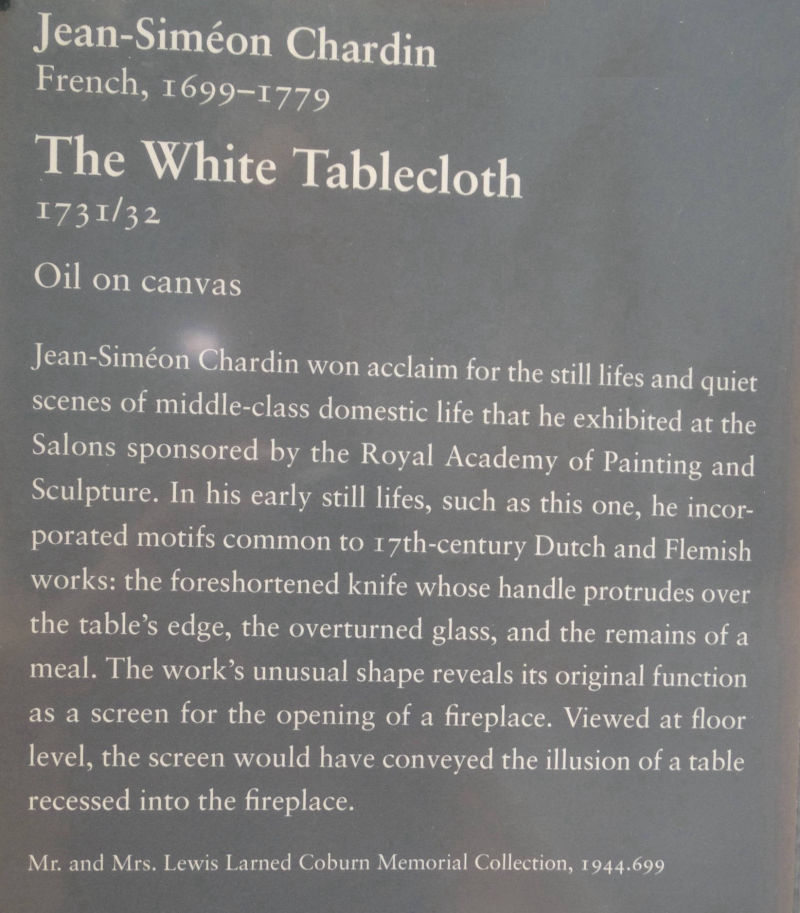 Jean-Siméon Chardin
French, 1699–1779
The White Tablecloth
1731/32
Oil on canvas
Jean-Siméon Chardin won acclaim for the still lifes and quiet
scenes of middle-class domestic life that he exhibited at the
Salons sponsored by the Royal Academy of Painting and
Sculpture. In his early still lifes, such as this one, he incor-
porated motifs common to 17th-century Dutch and Flemish
works: the foreshortened knife whose handle protrudes over
the table’s edge, the overturned glass, and the remains of a
meal. The work’s unusual shape reveals its original function
as a screen for the opening of a fireplace. Viewed at floor
level, the screen would have conveyed the illusion of a table
recessed into the fireplace.
Mr. and Mrs. Lewis Larned Coburn Memorial Collection, 1944.699